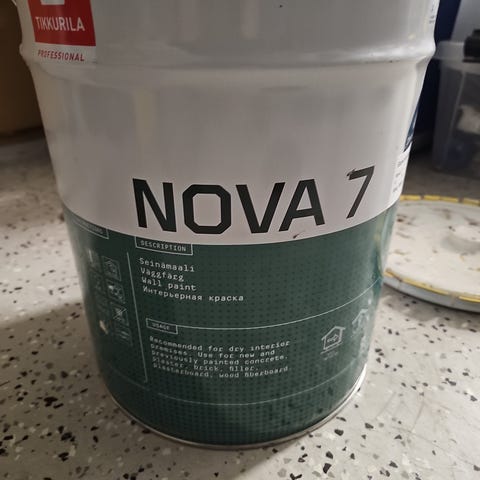 TIKKURILA
PROFESSIONAL
NOVA 7
DESCRIPTION
Seinämaali
Väggfärg
Wall paint
Интерьерная краска
USAGE
Recommended for dry interior
premises. Use for new and
previously painted concrete,
plaster, brick, filler,
plasterboard, wood fiberboard